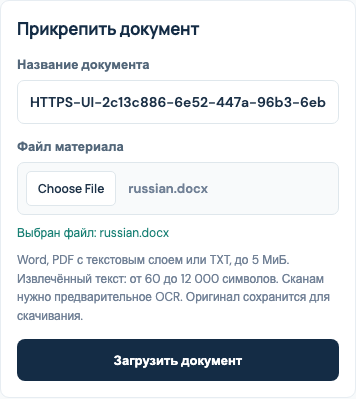 Прикрепить документ
Название документа
HTTPS-UI-2c13c886-6e52-447a-96b3-6eb
Файл материала
Choose File russian.docx
Выбран файл: russian.docx
Word, PDF с текстовым слоем или TXT, до 5 МиБ.
Извлечённый текст: от 60 до 12 000 символов. Сканам
нужно предварительное OCR. Оригинал сохранится для
скачивания.
Загрузить документ